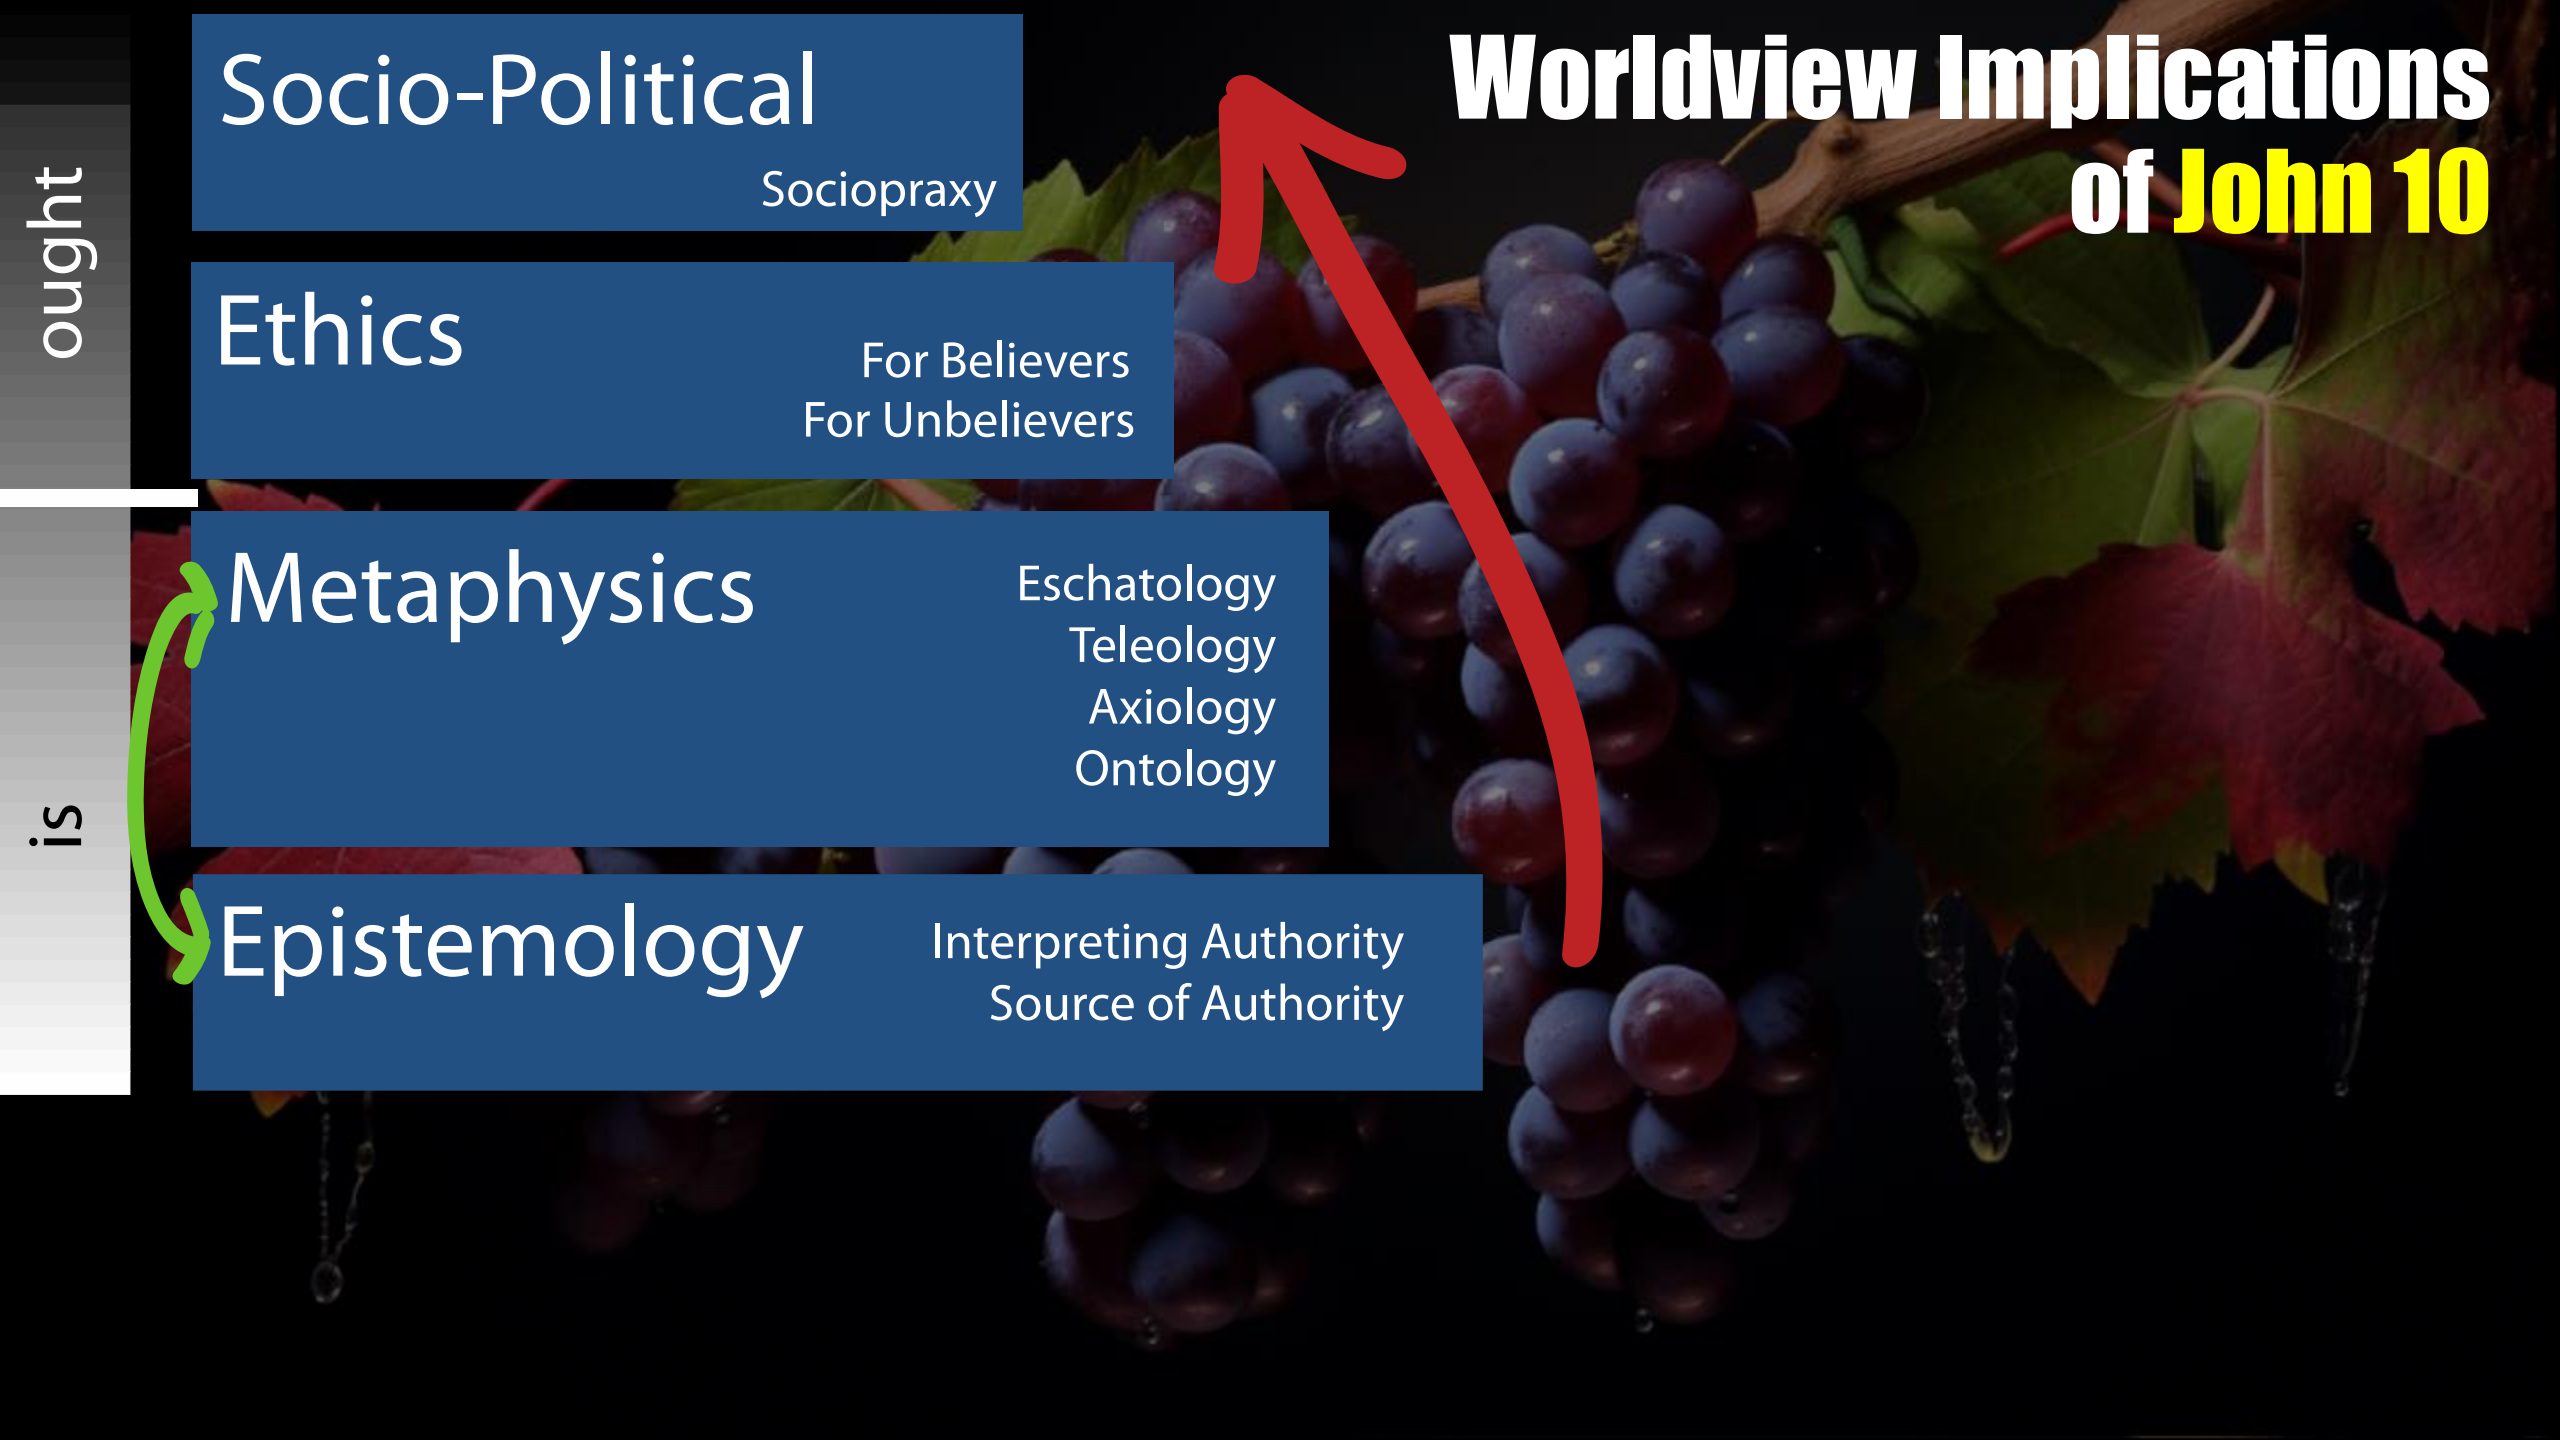 Worldview Implications
of John 10
ought
is
Socio-Political
Sociopraxy
Ethics
For Believers
For Unbelievers
Metaphysics
Eschatology
Teleology
Axiology
Ontology
Epistemology
Interpreting Authority
Source of Authority